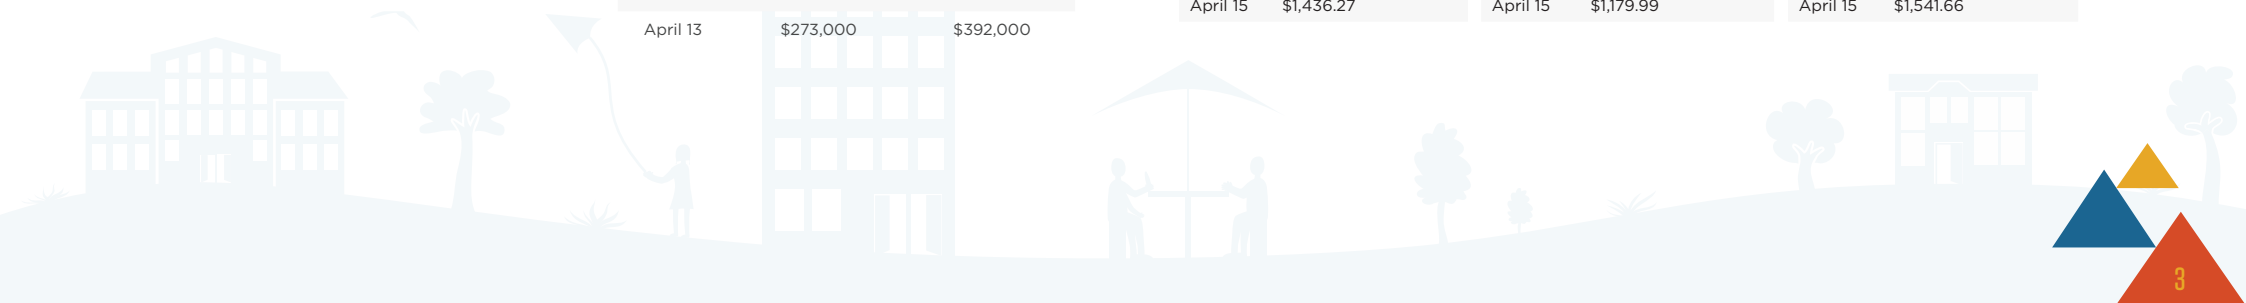 April 15 $1,436.27 April 15 $1,179.99 April 15 $1,541.66
April 13 $273,000 $392,000
3